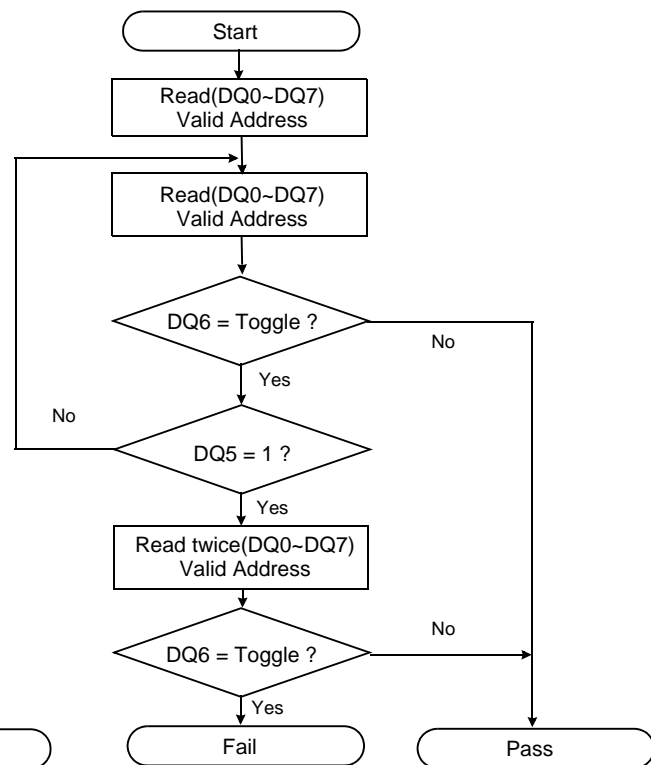 Start
Read(DQ0~DQ7)
Valid Address
Read(DQ0~DQ7)
Valid Address
DQ6 = Toggle ?
No
Yes
No
DQ5 = 1 ?
Yes
Read twice(DQ0~DQ7)
Valid Address
No
DQ6 = Toggle ?
Yes
Fail
Pass